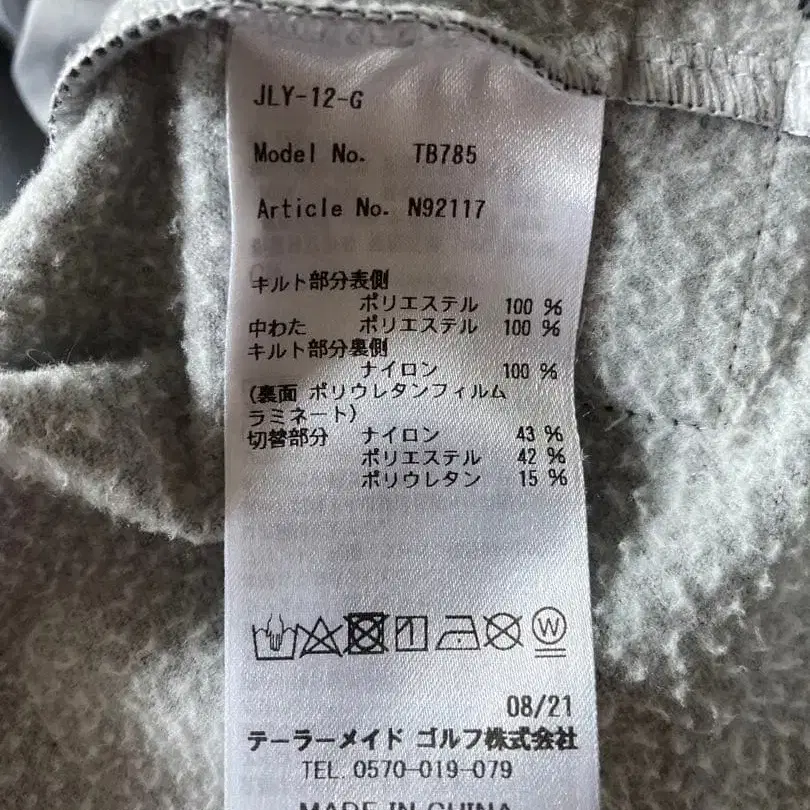 JLY-12-G
Model No. TB785
Article No. N92117
キルト部分表側
ポリエステル 100 %
中わた ポリエステル 100 %
キルト部分裏側
ナイロン 100 %
(裏面 ポリウレタンフィルム
ラミネート)
切替部分 ナイロン 43 %
ポリエステル 42 %
ポリウレタン 15 %
W
08/21
テーラーメイド ゴルフ株式会社
TEL. 0570-019-079
MADE IN CHINA